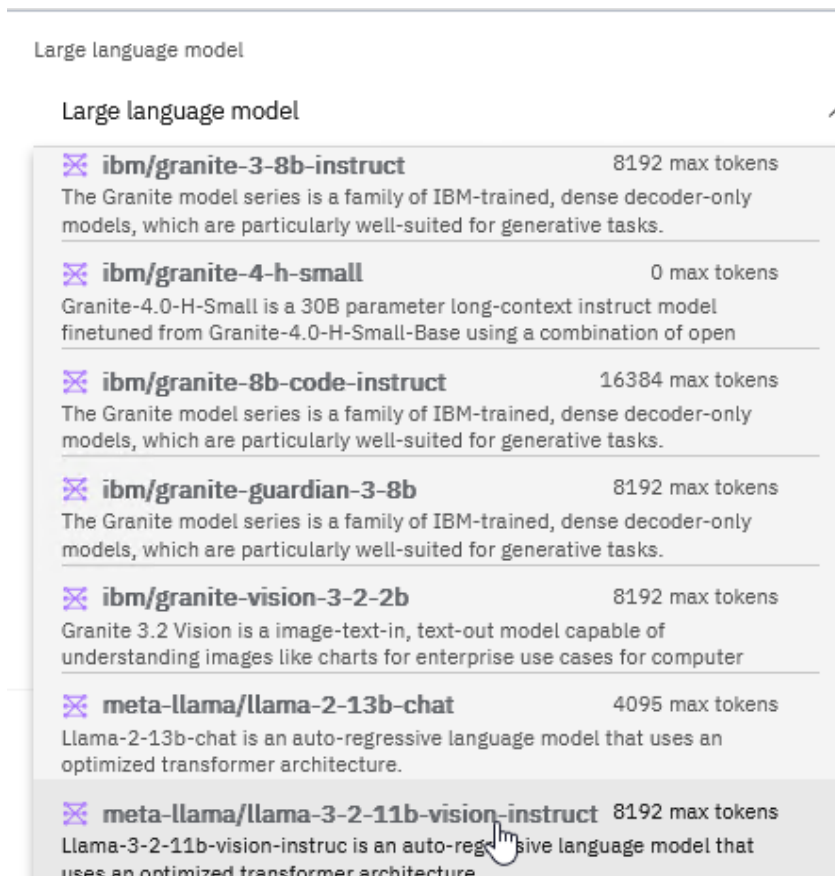 Large language model
Large language model
ibm/granite-3-8b-instruct 8192 max tokens
The Granite model series is a family of IBM-trained, dense decoder-only
models, which are particularly well-suited for generative tasks.
ibm/granite-4-h-small 0 max tokens
Granite-4.0-H-Small is a 30B parameter long-context instruct model
finetuned from Granite-4.0-H-Small-Base using a combination of open
ibm/granite-8b-code-instruct 16384 max tokens
The Granite model series is a family of IBM-trained, dense decoder-only
models, which are particularly well-suited for generative tasks.
ibm/granite-guardian-3-8b 8192 max tokens
The Granite model series is a family of IBM-trained, dense decoder-only
models, which are particularly well-suited for generative tasks.
ibm/granite-vision-3-2-2b 8192 max tokens
Granite 3.2 Vision is a image-text-in, text-out model capable of
understanding images like charts for enterprise use cases for computer
meta-llama/llama-2-13b-chat 4095 max tokens
Llama-2-13b-chat is an auto-regressive language model that uses an
optimized transformer architecture.
meta-llama/llama-3-2-11b-vision-instruct 8192 max tokens
Llama-3-2-11b-vision-instruc is an auto-regressive language model that
uses an optimized transformer architecture.